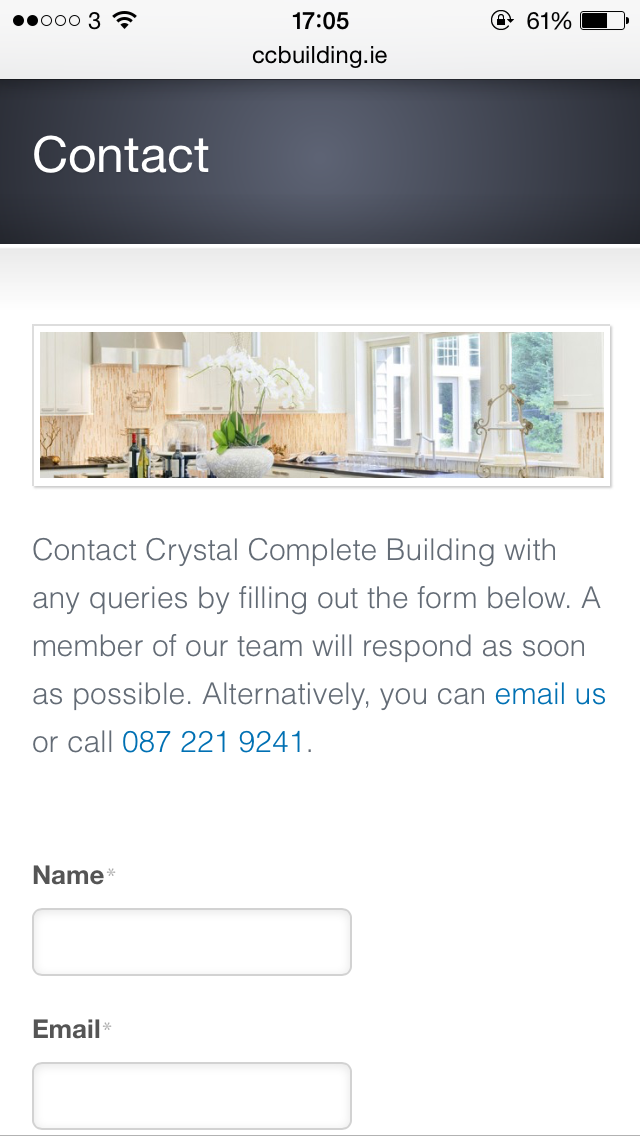 3 17:05 61%
ccbuilding.ie
Contact
Contact Crystal Complete Building with
any queries by filling out the form below. A
member of our team will respond as soon
as possible. Alternatively, you can email us
or call 087 221 9241.
Name*
Email*